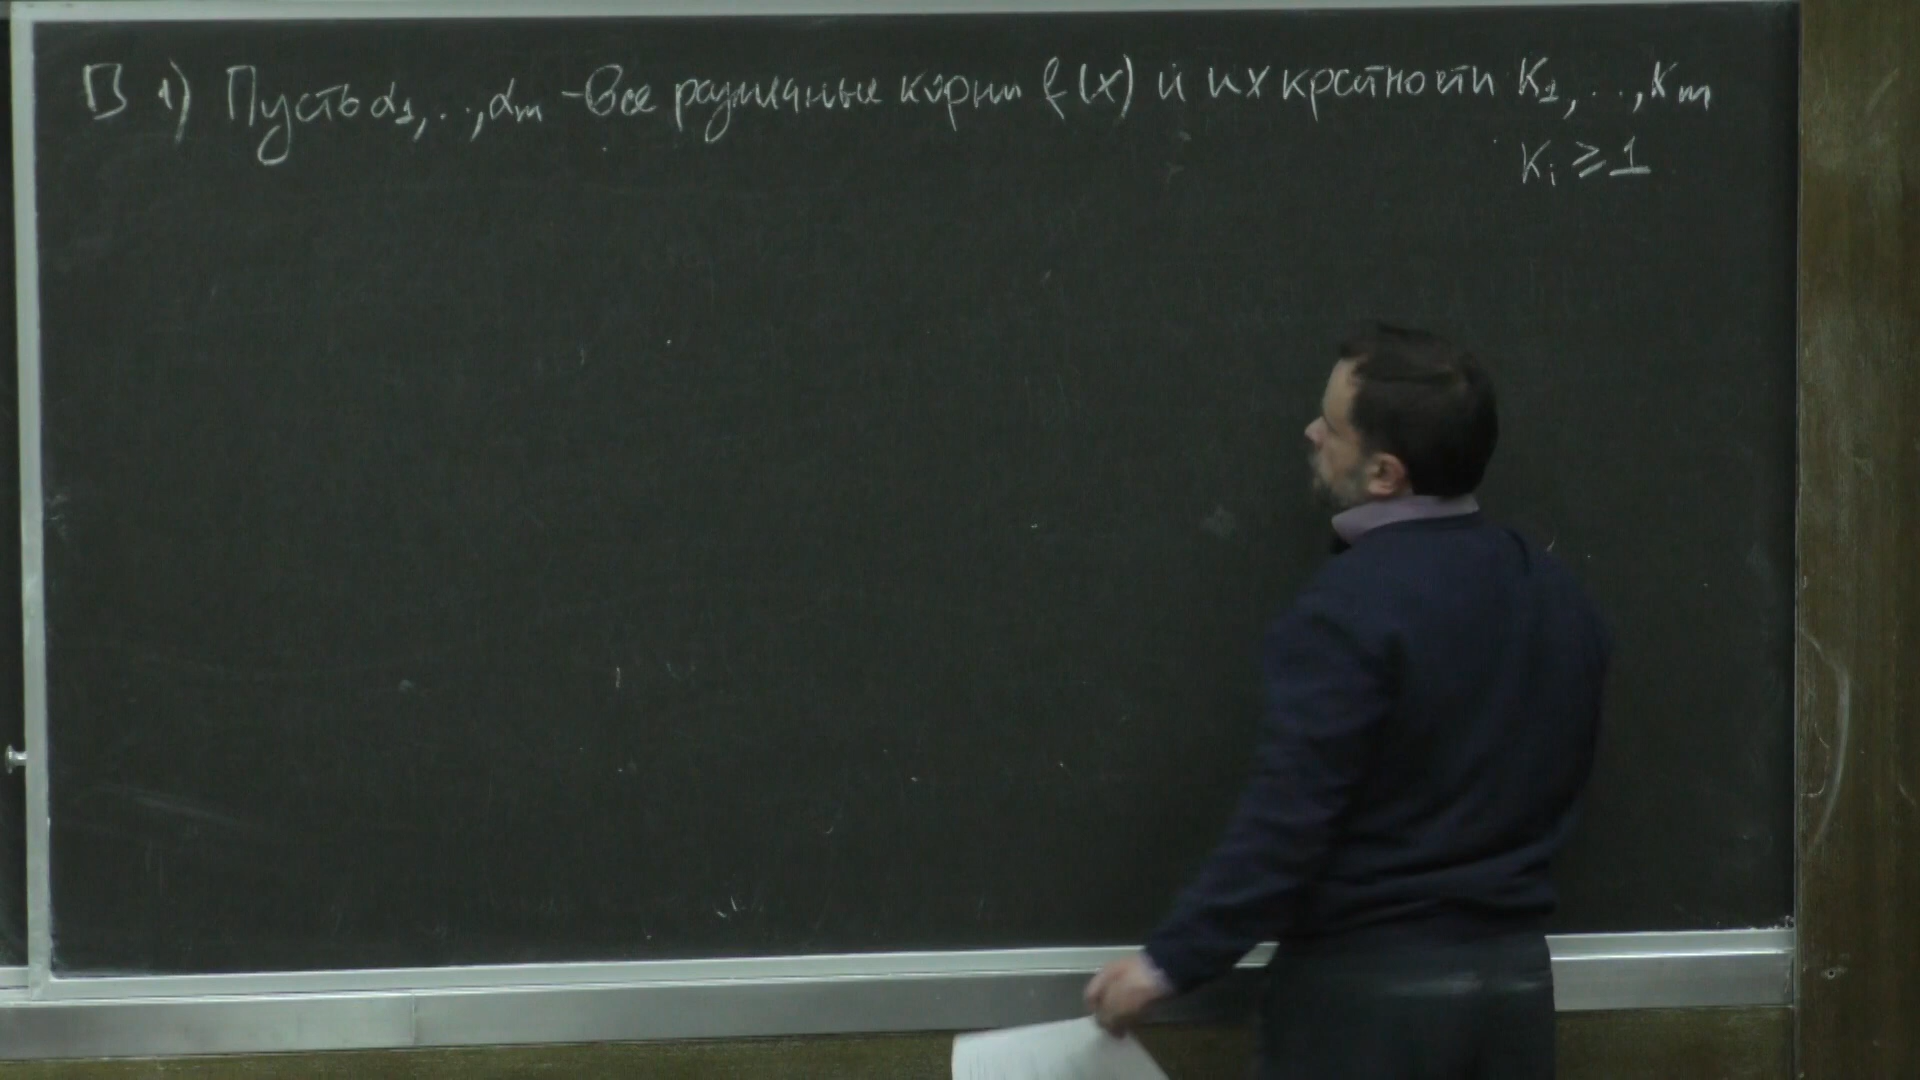 1) Пусть α₁, .., αm - все различные корни f(x) и их кратности K₁, .., Km
Ki ⩾ 1